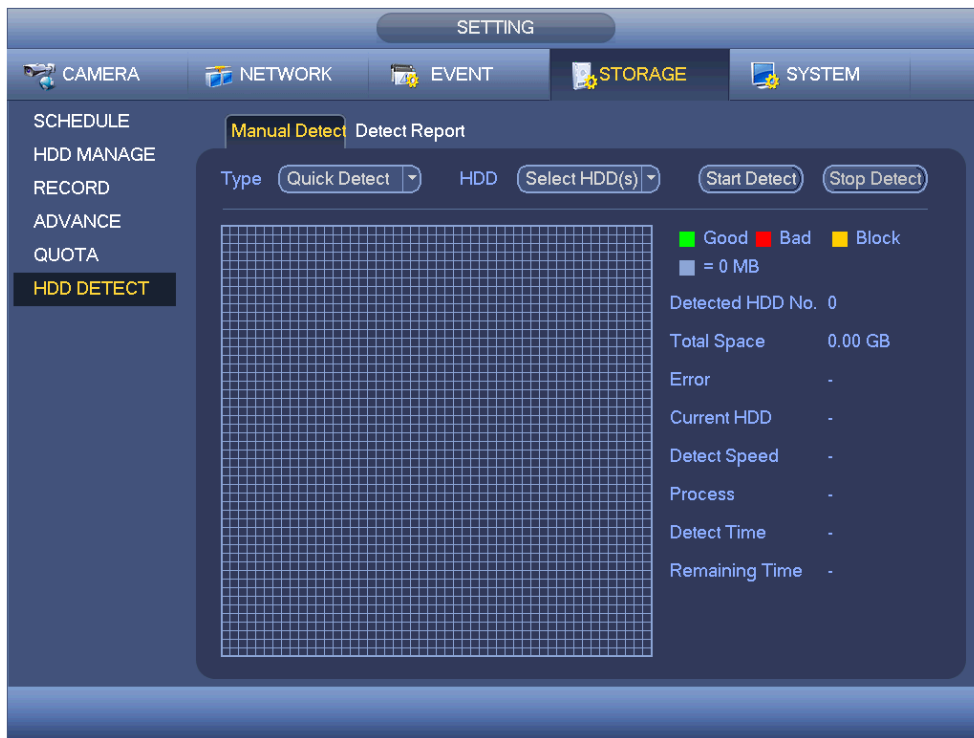 SETTING
CAMERA NETWORK EVENT STORAGE SYSTEM
SCHEDULE
HDD MANAGE
RECORD
ADVANCE
QUOTA
HDD DETECT
Manual Detect Detect Report
Type Quick Detect HDD Select HDD(s) Start Detect Stop Detect
Good Bad Block
= 0 MB
Detected HDD No. 0
Total Space 0.00 GB
Error -
Current HDD -
Detect Speed -
Process -
Detect Time -
Remaining Time -